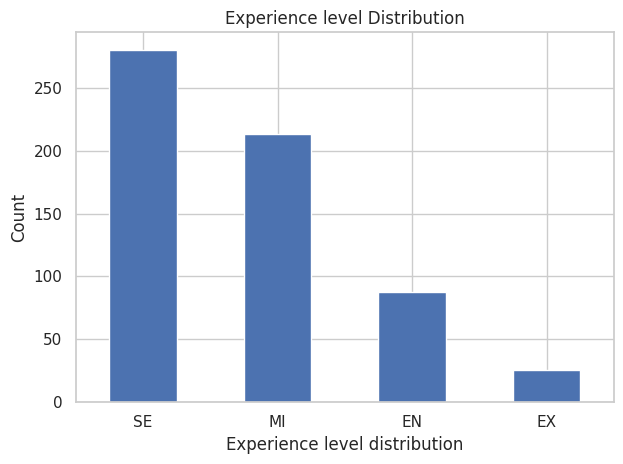 Experience level Distribution
250
200
150
100
50
0
Count
SE MI EN EX
Experience level distribution